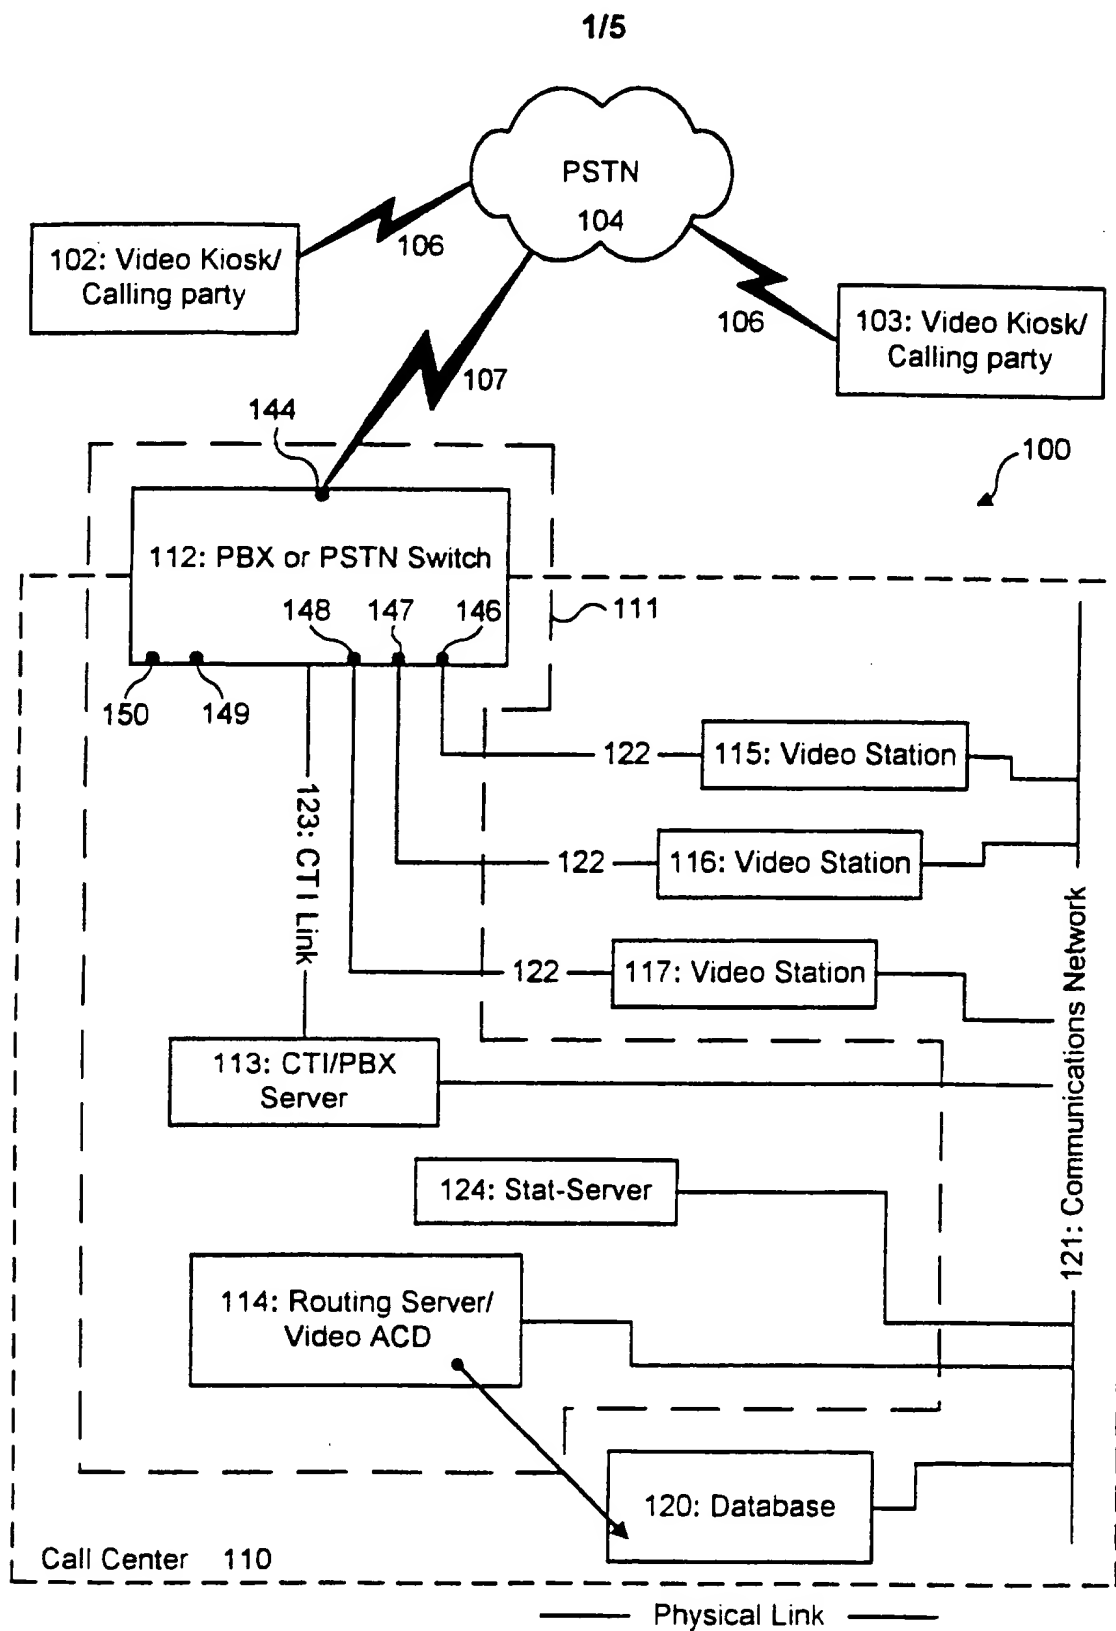 1/5
PSTN
104
102: Video Kiosk/
Calling party
106
106
103: Video Kiosk/
Calling party
107
144
100
112: PBX or PSTN Switch
148
147
146
111
150
149
122
115: Video Station
123: CTI Link
122
116: Video Station
122
117: Video Station
121: Communications Network
113: CTI/PBX
Server
124: Stat-Server
114: Routing Server/
Video ACD
120: Database
Call Center 110
Physical Link